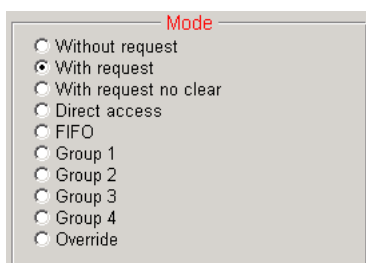 Mode
Without request
With request
With request no clear
Direct access
FIFO
Group 1
Group 2
Group 3
Group 4
Override